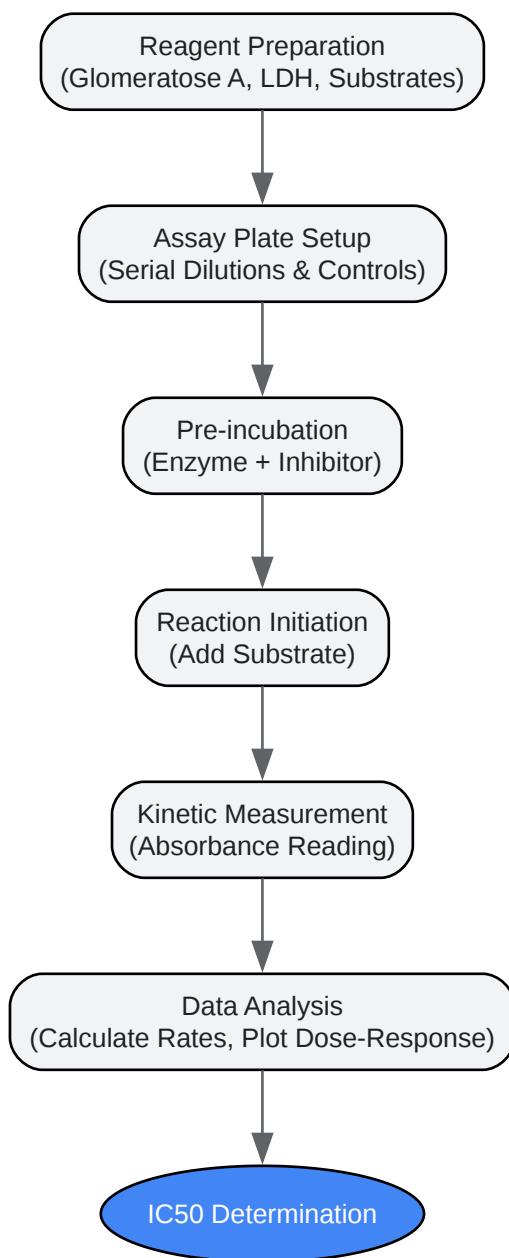 Reagent Preparation
(Glomeratose A, LDH, Substrates)
Assay Plate Setup
(Serial Dilutions & Controls)
Pre-incubation
(Enzyme + Inhibitor)
Reaction Initiation
(Add Substrate)
Kinetic Measurement
(Absorbance Reading)
Data Analysis
(Calculate Rates, Plot Dose-Response)
IC50 Determination